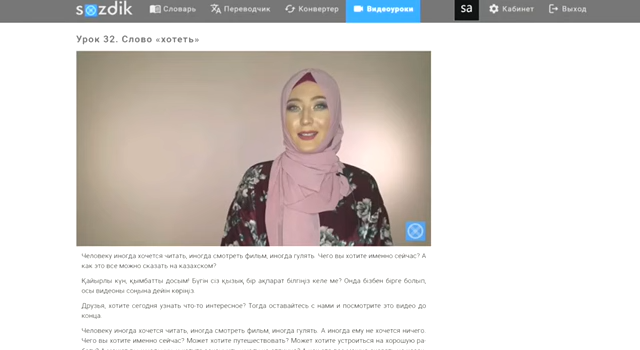 sozdik
Словарь
Переводчик
Конвертер
Видеоуроки
sa
Кабинет
Выход
Урок 32. Слово «хотеть»
Человеку иногда хочется читать, иногда смотреть фильм, иногда гулять. Чего вы хотите именно сейчас? А
как это все можно сказать на казахском?
Қайырлы күн, қымбатты досым! Бүгін сіз қызық бір ақпарат білгіңіз келе ме? Онда бізбен бірге болып,
осы видеоны соңына дейін көріңіз.
Друзья, хотите сегодня узнать что-то интересное? Тогда оставайтесь с нами и посмотрите это видео до
конца.
Человеку иногда хочется читать, иногда смотреть фильм, иногда гулять. А иногда ему не хочется ничего.
Чего вы хотите именно сейчас? Может хотите путешествовать? Может хотите устроиться на хорошую ра-